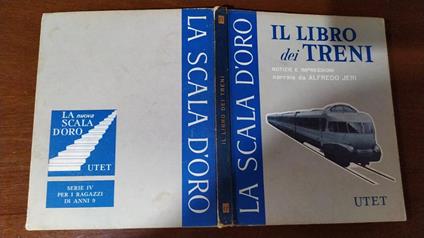 LA nuova
SCALA
D'ORO
UTET
SERIE IV
PER I RAGAZZI
DI ANNI 9
LA SCALA D'ORO
IL LIBRO DEI TRENI
LA SCALA D'ORO
IL LIBRO
dei TRENI
NOTIZIE E IMPRESSIONI
narrate da ALFREDO JERI
UTET